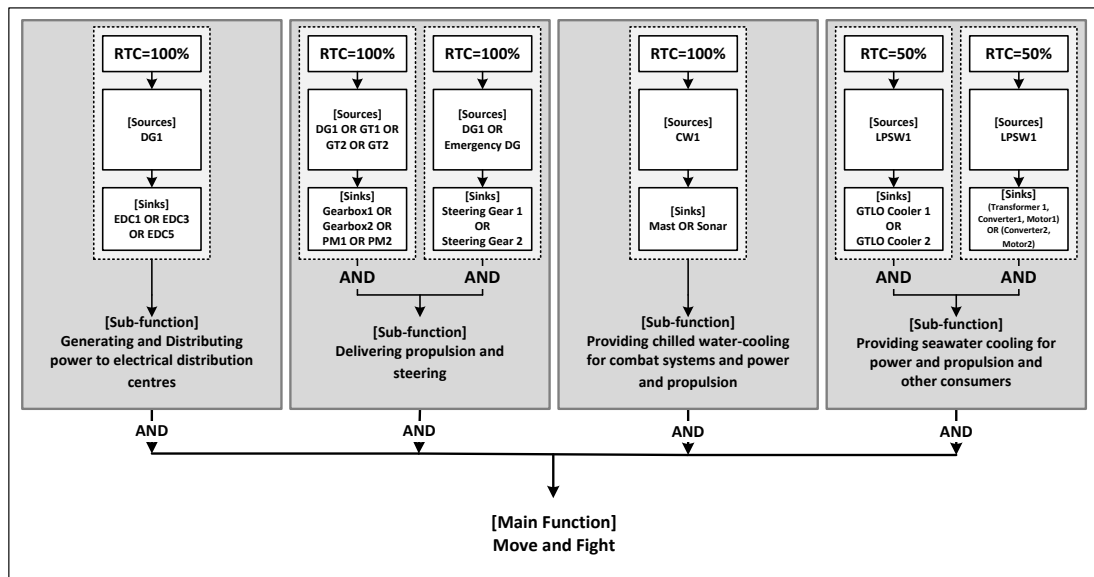 RTC=100%
[Sources]
DG1
[Sinks]
EDC1 OR EDC3
OR EDC5
[Sub-function]
Generating and Distributing
power to electrical distribution
centres
RTC=100%
[Sources]
DG1 OR GT1 OR
GT2 OR GT2
[Sinks]
Gearbox1 OR
Gearbox2 OR
PM1 OR PM2
AND
RTC=100%
[Sources]
DG1 OR
Emergency DG
[Sinks]
Steering Gear 1
OR
Steering Gear 2
AND
[Sub-function]
Delivering propulsion and
steering
RTC=100%
[Sources]
CW1
[Sinks]
Mast OR Sonar
[Sub-function]
Providing chilled water-cooling
for combat systems and power
and propulsion
RTC=50%
[Sources]
LPSW1
[Sinks]
GTLO Cooler 1
OR
GTLO Cooler 2
AND
RTC=50%
[Sources]
LPSW1
[Sinks]
(Transformer 1,
Converter1, Motor1)
OR (Converter2,
Motor2)
AND
[Sub-function]
Providing seawater cooling for
power and propulsion and
other consumers
AND
AND
AND
AND
[Main Function]
Move and Fight